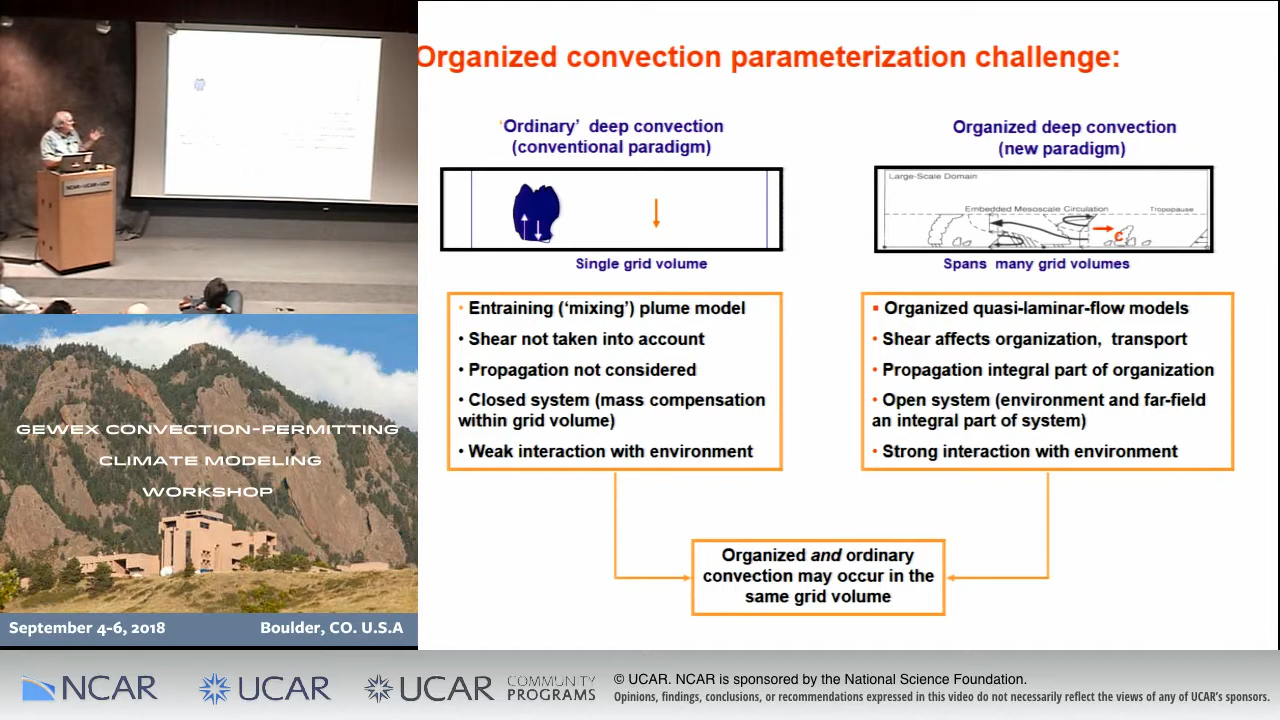 Organized convection parameterization challenge:
‘Ordinary’ deep convection
(conventional paradigm)
Single grid volume
• Entraining (‘mixing’) plume model
• Shear not taken into account
• Propagation not considered
• Closed system (mass compensation
within grid volume)
• Weak interaction with environment
Organized deep convection
(new paradigm)
Large-Scale Domain
Embedded Mesoscale Circulation
Tropopause
c
Spans many grid volumes
▪ Organized quasi-laminar-flow models
• Shear affects organization, transport
• Propagation integral part of organization
• Open system (environment and far-field
an integral part of system)
• Strong interaction with environment
Organized and ordinary
convection may occur in the
same grid volume
NCAR•UCAR•UCP
GEWEX CONVECTION-PERMITTING
CLIMATE MODELING
WORKSHOP
September 4-6, 2018
Boulder, CO. U.S.A
NCAR
UCAR
UCAR
COMMUNITY
PROGRAMS
© UCAR. NCAR is sponsored by the National Science Foundation.
Opinions, findings, conclusions, or recommendations expressed in this video do not necessarily reflect the views of any of UCAR's sponsors.